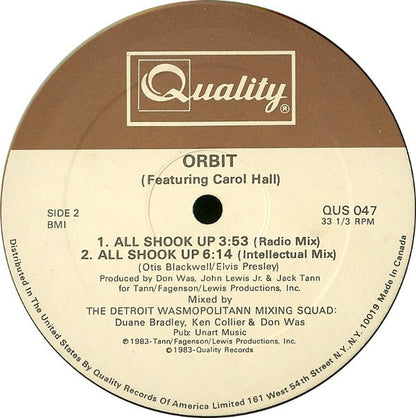 Quality®
ORBIT
(Featuring Carol Hall)
SIDE 2
BMI
QUS 047
33 1/3 RPM
1. ALL SHOOK UP 3:53 (Radio Mix)
2. ALL SHOOK UP 6:14 (Intellectual Mix)
(Otis Blackwell/Elvis Presley)
Produced by Don Was, John Lewis Jr. & Jack Tann
for Tann/Fagenson/Lewis Productions, Inc.
Mixed by
THE DETROIT WASMOPOLITANN MIXING SQUAD:
Duane Bradley, Ken Collier & Don Was
Pub: Unart Music
℗1983-Tann/Fagenson/Lewis Productions, Inc.
©1983-Quality Records
Distributed In The United States By Quality Records Of America Limited 161 West 54th Street N.Y., N.Y. 10019 Made in Canada